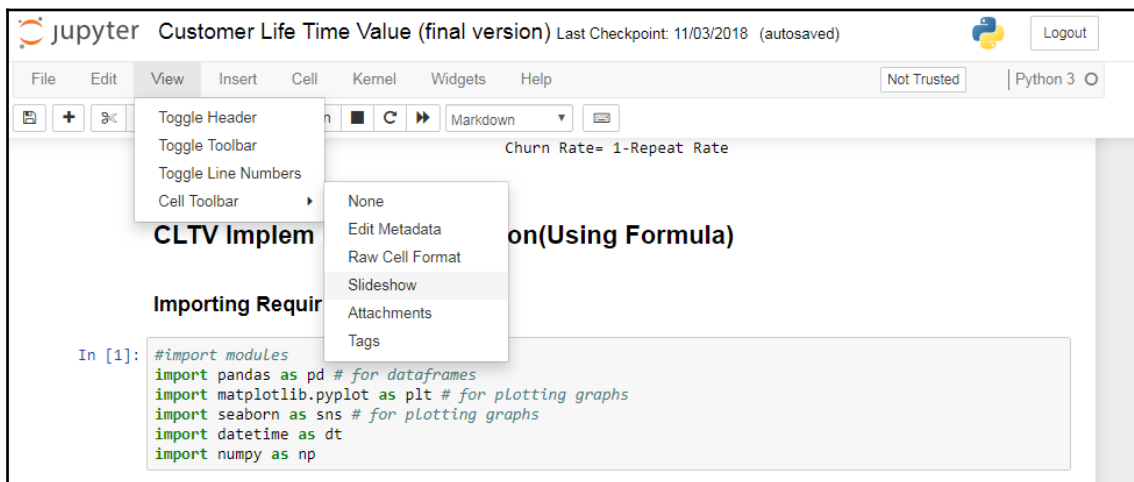 jupyter Customer Life Time Value (final version) Last Checkpoint: 11/03/2018 (autosaved)
Logout
File Edit View Insert Cell Kernel Widgets Help
Not Trusted
Python 3
Markdown
Toggle Header
Toggle Toolbar
Toggle Line Numbers
Cell Toolbar
None
Edit Metadata
Raw Cell Format
Slideshow
Attachments
Tags
Churn Rate= 1-Repeat Rate
CLTV Implem on(Using Formula)
Importing Requir
In [1]:
#import modules
import pandas as pd # for dataframes
import matplotlib.pyplot as plt # for plotting graphs
import seaborn as sns # for plotting graphs
import datetime as dt
import numpy as np